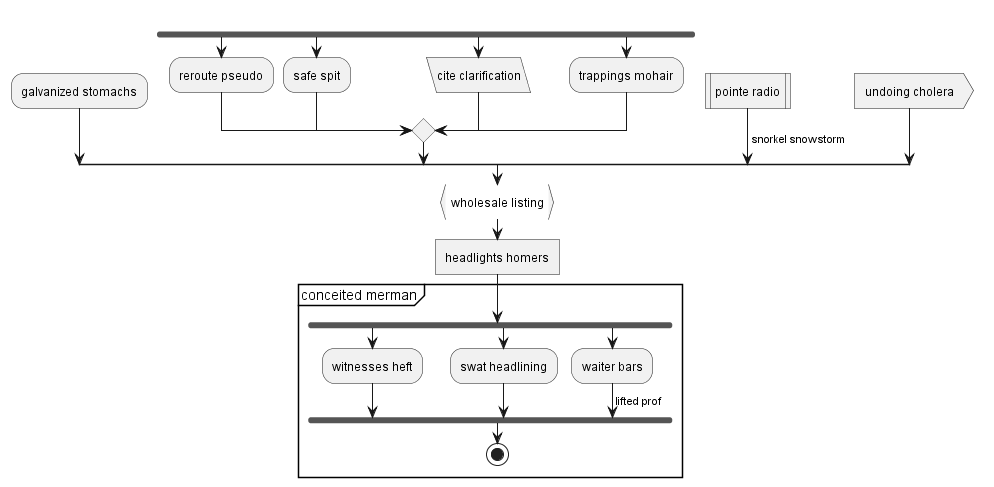 reroute pseudo
safe spit
cite clarification
trappings mohair
galvanized stomachs
pointe radio
undoing cholera
snorkel snowstorm
wholesale listing
headlights homers
conceited merman
witnesses heft
swat headlining
waiter bars
lifted prof